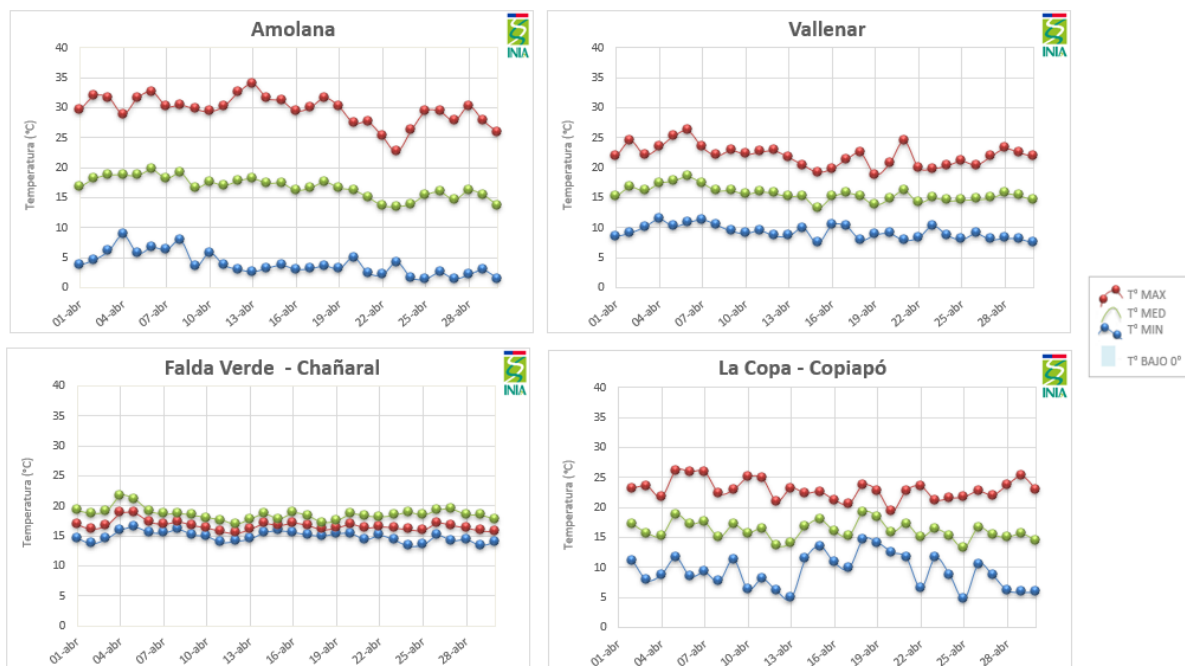 Amolana
INIA
Temperatura (°C)
40
35
30
25
20
15
10
5
0
01-abr
04-abr
07-abr
10-abr
13-abr
16-abr
19-abr
22-abr
25-abr
28-abr
Vallenar
INIA
Temperatura (°C)
40
35
30
25
20
15
10
5
0
01-abr
04-abr
07-abr
10-abr
13-abr
16-abr
19-abr
22-abr
25-abr
28-abr
T° MAX
T° MED
T° MIN
T° BAJO 0°
Falda Verde - Chañaral
INIA
Temperatura (°C)
40
35
30
25
20
15
10
5
0
01-abr
04-abr
07-abr
10-abr
13-abr
16-abr
19-abr
22-abr
25-abr
28-abr
La Copa - Copiapó
INIA
Temperatura (°C)
40
35
30
25
20
15
10
5
0
01-abr
04-abr
07-abr
10-abr
13-abr
16-abr
19-abr
22-abr
25-abr
28-abr